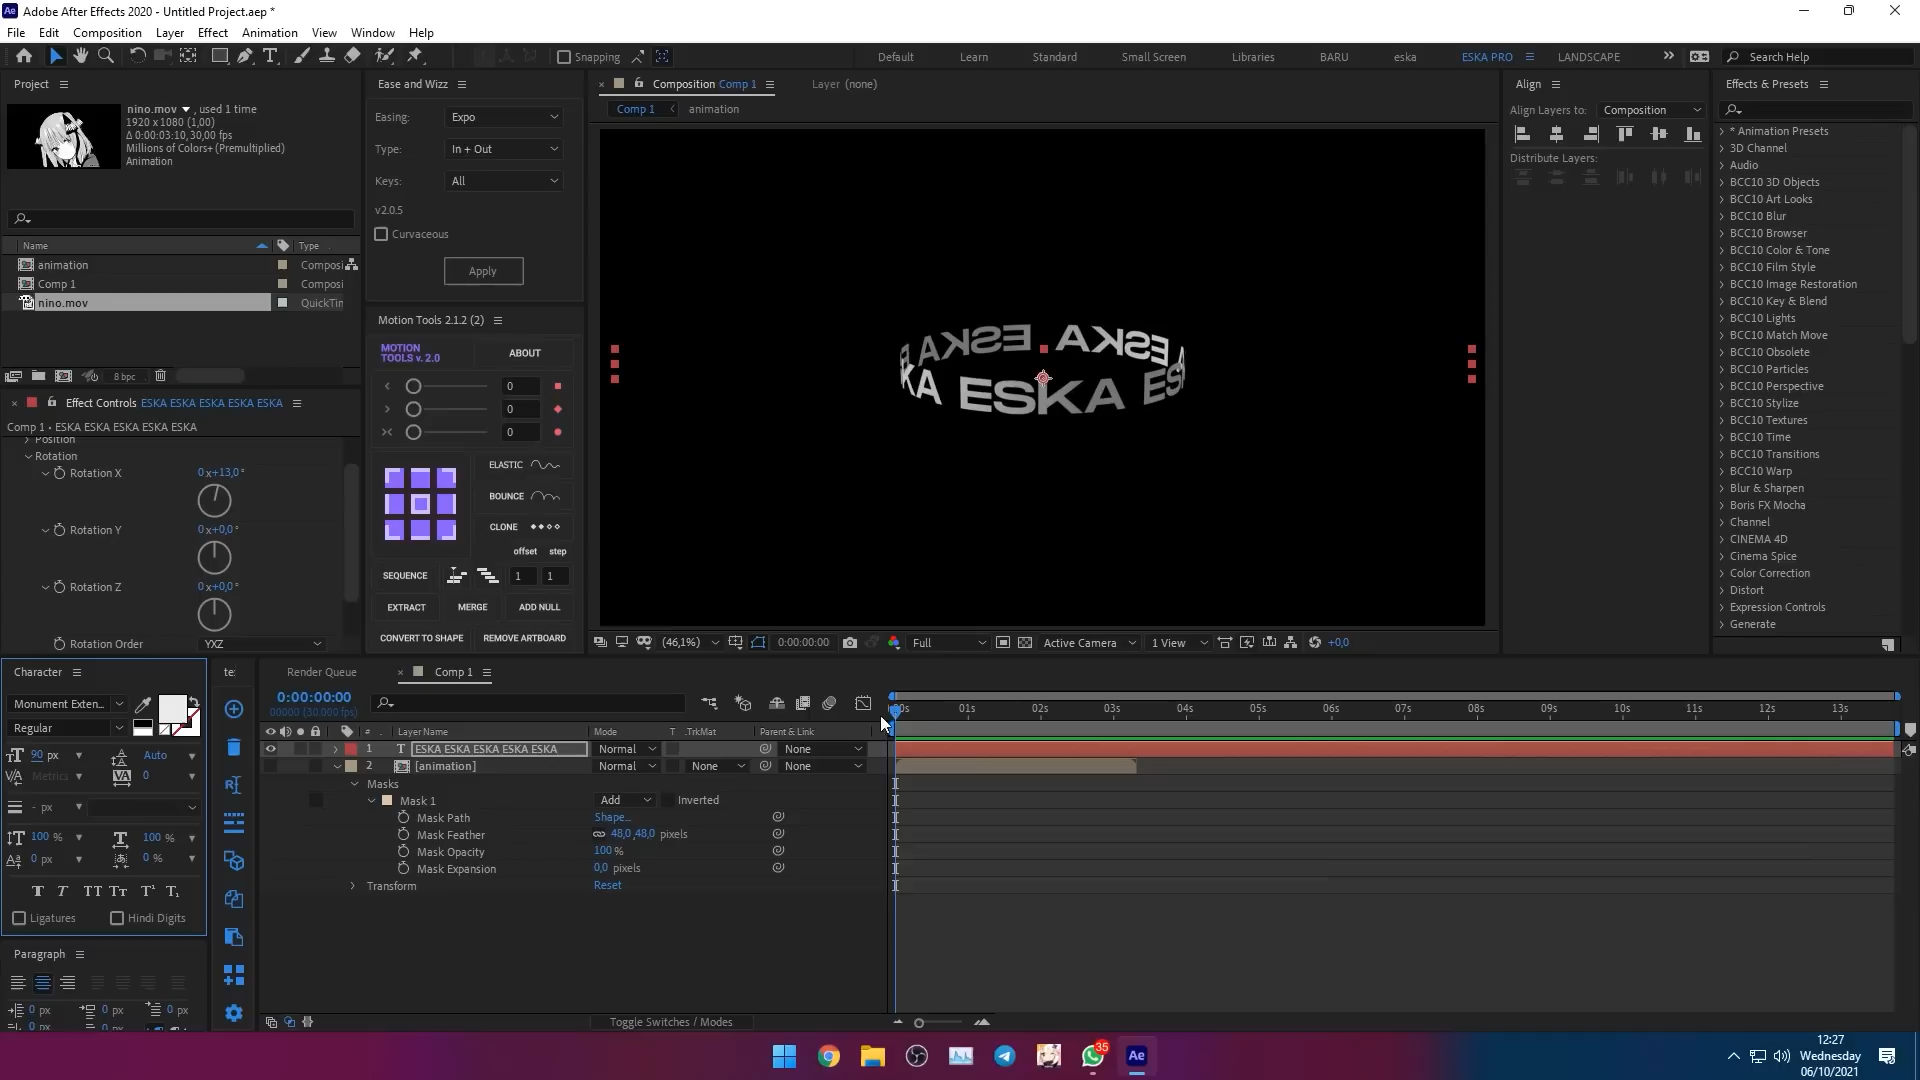 Adobe After Effects 2020 - Untitled Project.aep *
File Edit Composition Layer Effect Animation View Window Help
Snapping
Default Learn Standard Small Screen Libraries BARU eska ESKA PRO LANDSCAPE
Search Help
Project
nino.mov , used 1 time
1920 x 1080 (1,00)
Δ 0:00:03:10, 30,00 fps
Millions of Colors+ (Premultiplied)
Animation
Name Type
animation Composi
Comp 1 Composi
nino.mov QuickTin
8 bpc
Effect Controls ESKA ESKA ESKA ESKA ESKA
Comp 1 • ESKA ESKA ESKA ESKA ESKA
Position
Rotation
Rotation X 0x+13,0°
Rotation Y 0x+0,0°
Rotation Z 0x+0,0°
Rotation Order YXZ
Ease and Wizz
Easing: Expo
Type: In + Out
Keys: All
v2.0.5
Curvaceous
Apply
Motion Tools 2.1.2 (2)
MOTION
TOOLS v. 2.0
ABOUT
0
0
0
ELASTIC
BOUNCE
CLONE
offset step
SEQUENCE 1 1
EXTRACT MERGE ADD NULL
CONVERT TO SHAPE REMOVE ARTBOARD
Composition Comp 1
Layer (none)
Comp 1 animation
ESKA ESKA
KA ESKA ES
(46,1%) 0:00:00:00 Full Active Camera 1 View +0,0
Align
Align Layers to: Composition
Distribute Layers:
Effects & Presets
* Animation Presets
3D Channel
Audio
BCC10 3D Objects
BCC10 Art Looks
BCC10 Blur
BCC10 Browser
BCC10 Color & Tone
BCC10 Film Style
BCC10 Image Restoration
BCC10 Key & Blend
BCC10 Lights
BCC10 Match Move
BCC10 Obsolete
BCC10 Particles
BCC10 Perspective
BCC10 Stylize
BCC10 Textures
BCC10 Time
BCC10 Transitions
BCC10 Warp
Blur & Sharpen
Boris FX Mocha
Channel
CINEMA 4D
Cinema Spice
Color Correction
Distort
Expression Controls
Generate
Character
Monument Exten...
Regular
90 px Auto
Metrics 0
- px
100 % 100 %
0 px 0 %
Ligatures Hindi Digits
Paragraph
0 px 0 px 0 px
0 px 0 px
te:
Render Queue Comp 1
0:00:00:00
00000 (30.000 fps)
# Layer Name Mode T .TrkMat Parent & Link
1 T ESKA ESKA ESKA ESKA ESKA Normal None
2 [animation] Normal None None
Masks
Mask 1 Add Inverted
Mask Path Shape...
Mask Feather 48,0,48,0 pixels
Mask Opacity 100 %
Mask Expansion 0,0 pixels
Transform Reset
Toggle Switches / Modes
00s 01s 02s 03s 04s 05s 06s 07s 08s 09s 10s 11s 12s 13s
35
12:27
Wednesday
06/10/2021